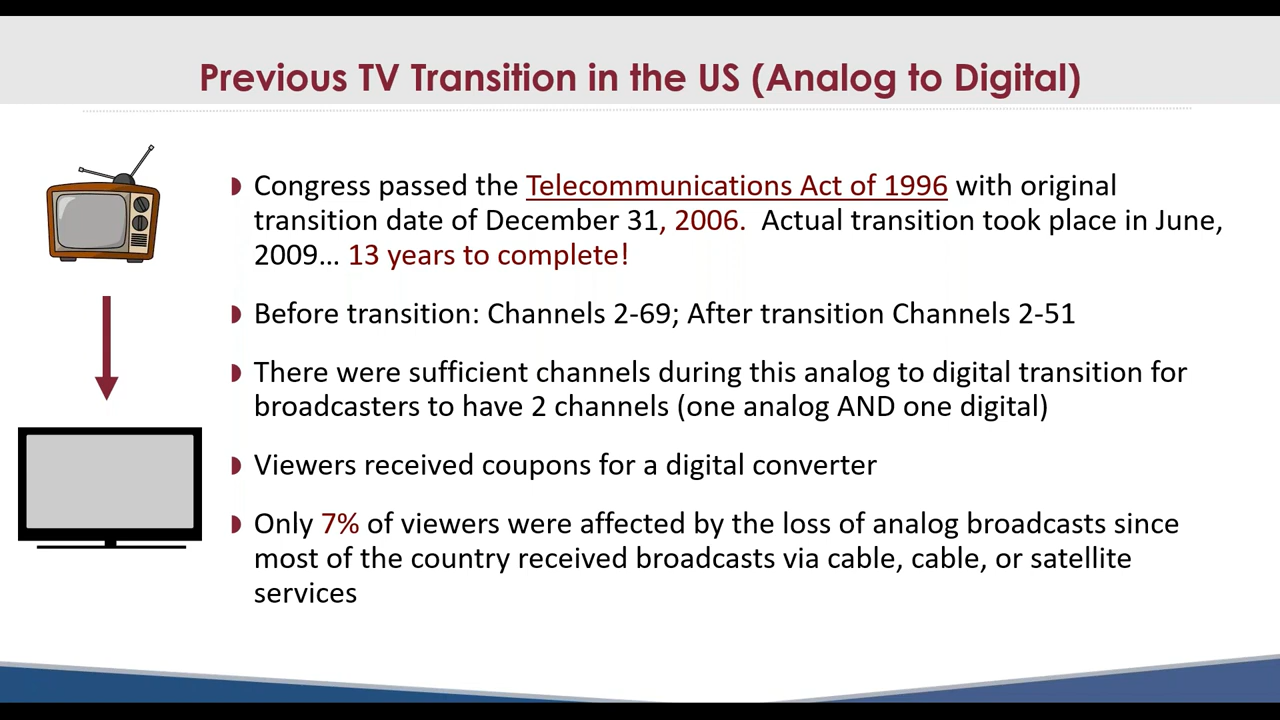 Previous TV Transition in the US (Analog to Digital)
Congress passed the Telecommunications Act of 1996 with original
transition date of December 31, 2006.  Actual transition took place in June,
2009… 13 years to complete!
Before transition: Channels 2-69; After transition Channels 2-51
There were sufficient channels during this analog to digital transition for
broadcasters to have 2 channels (one analog AND one digital)
Viewers received coupons for a digital converter
Only 7% of viewers were affected by the loss of analog broadcasts since
most of the country received broadcasts via cable, cable, or satellite
services